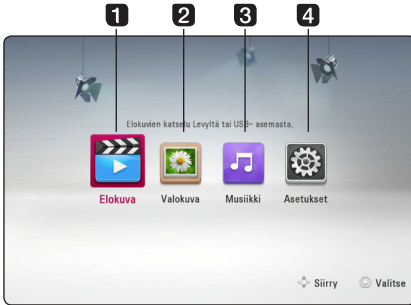 1 2 3 4
Elokuvien katselu Levyltä tai USB- asemasta.
Elokuva Valokuva Musiikki Asetukset
Siirry Valitse